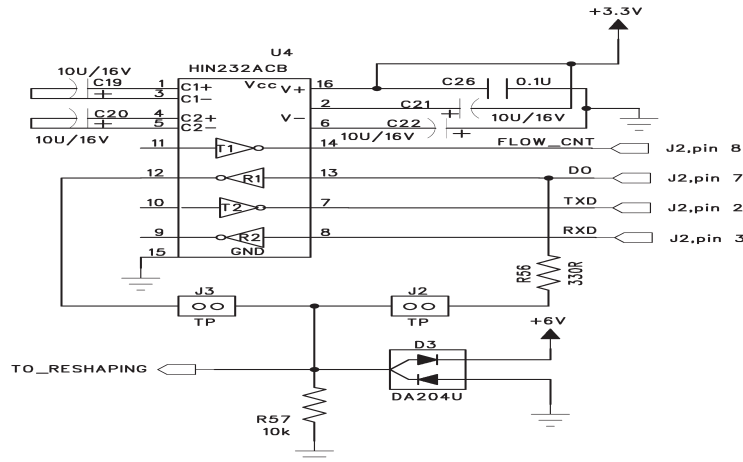 +3.3V
U4
HIN232ACB
10U/16V
C19
1
C1+
Vcc
V+
16
C26
0.1U
3
C1-
C20
4
C2+
2
C21
10U/16V
5
C2-
V-
6
10U/16V
C22
10U/16V
11
T1
14
FLOW_CNT
J2,pin 8
12
R1
13
DO
J2,pin 7
10
T2
7
TXD
J2,pin 2
9
R2
8
RXD
J2,pin 3
15
GND
R56
330R
J3
TP
J2
TP
+6V
D3
TO_RESHAPING
DA204U
R57
10k